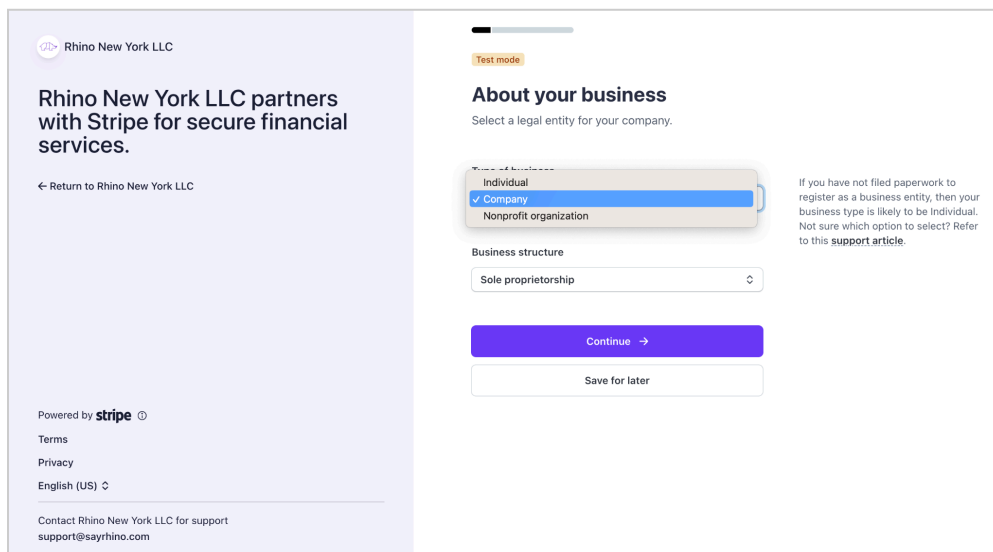 Rhino New York LLC
Rhino New York LLC partners
with Stripe for secure financial
services.
← Return to Rhino New York LLC
Powered by stripe
Terms
Privacy
English (US)
Contact Rhino New York LLC for support
support@sayrhino.com
Test mode
About your business
Select a legal entity for your company.
Type of business
Individual
✓ Company
Nonprofit organization
Business structure
Sole proprietorship
Continue →
Save for later
If you have not filed paperwork to
register as a business entity, then your
business type is likely to be Individual.
Not sure which option to select? Refer
to this support article.